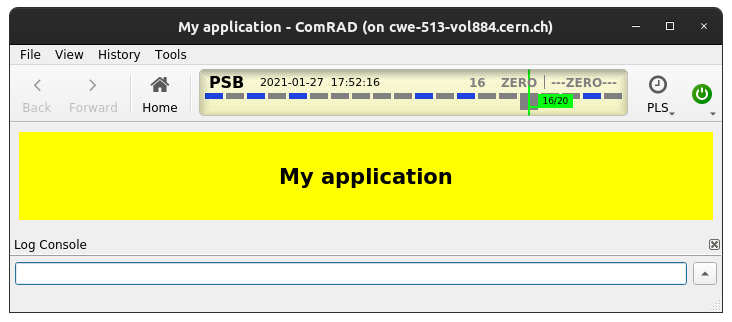 My application - ComRAD (on cwe-513-vol884.cern.ch)
File View History Tools
PSB 2021-01-27 17:52:16 16 ZERO | ---ZERO---
16/20
Back Forward Home PLS
My application
Log Console